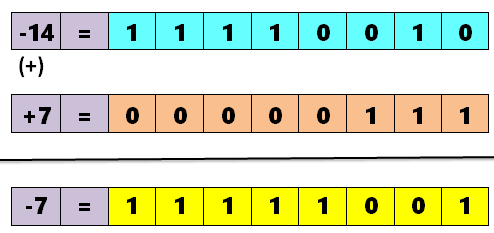 -14 = 1 1 1 1 0 0 1 0
(+)
+7 = 0 0 0 0 0 1 1 1
-7 = 1 1 1 1 1 0 0 1